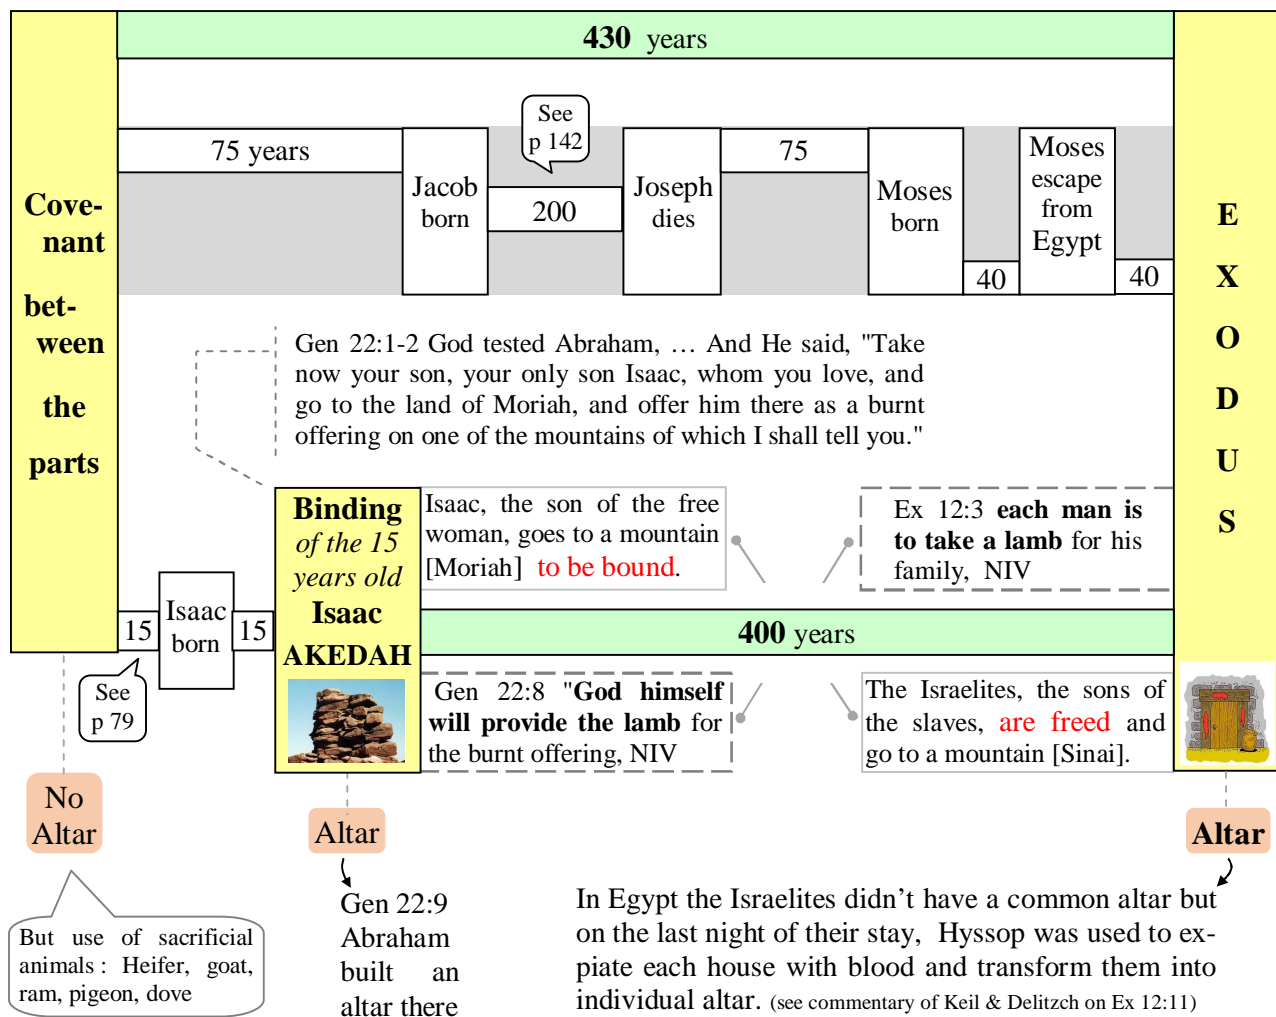 430 years
Cove-
nant
bet-
ween
the
parts
75 years
Jacob
born
See
p 142
200
Joseph
dies
75
Moses
born
40
Moses
escape
from
Egypt
40
E
X
O
D
U
S
Gen 22:1-2 God tested Abraham, … And He said, "Take
now your son, your only son Isaac, whom you love, and
go to the land of Moriah, and offer him there as a burnt
offering on one of the mountains of which I shall tell you."
15
Isaac
born
15
See
p 79
Binding
of the 15
years old
Isaac
AKEDAH
Isaac, the son of the free
woman, goes to a mountain
[Moriah] to be bound.
Ex 12:3 each man is
to take a lamb for his
family, NIV
400 years
Gen 22:8 "God himself
will provide the lamb for
the burnt offering, NIV
The Israelites, the sons of
the slaves, are freed and
go to a mountain [Sinai].
No
Altar
Altar
Altar
But use of sacrificial
animals : Heifer, goat,
ram, pigeon, dove
Gen 22:9
Abraham
built an
altar there
In Egypt the Israelites didn’t have a common altar but
on the last night of their stay, Hyssop was used to ex-
piate each house with blood and transform them into
individual altar. (see commentary of Keil & Delitzch on Ex 12:11)